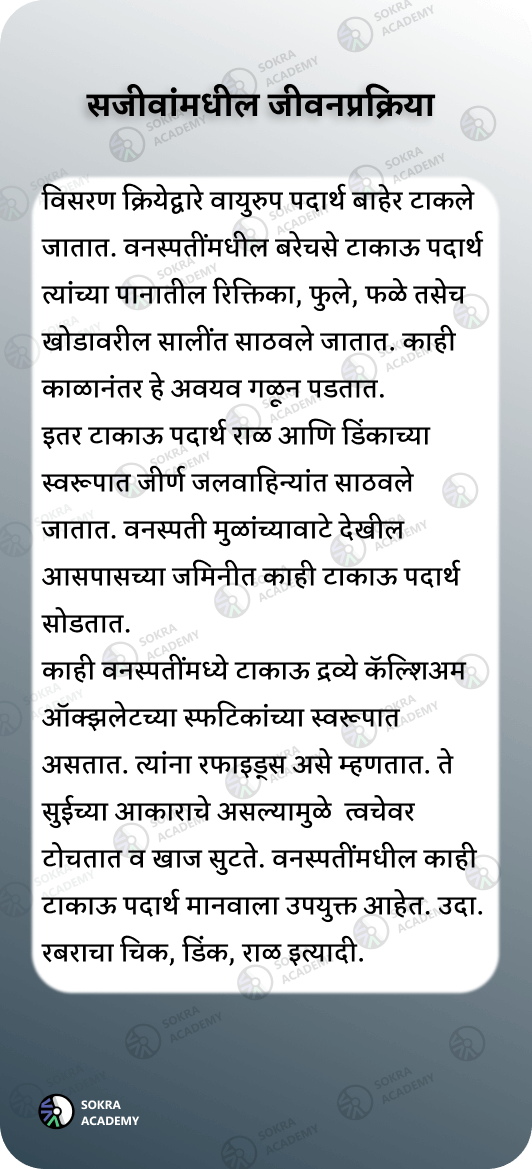 सजीवांमधील जीवनप्रक्रिया
विसरण क्रियेद्वारे वायुरुप पदार्थ बाहेर टाकले
जातात. वनस्पतींमधील बरेचसे टाकाऊ पदार्थ
त्यांच्या पानातील रिक्तिका, फुले, फळे तसेच
खोडावरील सालींत साठवले जातात. काही
काळानंतर हे अवयव गळून पडतात.
इतर टाकाऊ पदार्थ राळ आणि डिंकाच्या
स्वरूपात जीर्ण जलवाहिन्यांत साठवले
जातात. वनस्पती मुळांच्यावाटे देखील
आसपासच्या जमिनीत काही टाकाऊ पदार्थ
सोडतात.
काही वनस्पतींमध्ये टाकाऊ द्रव्ये कॅल्शिअम
ऑक्झलेटच्या स्फटिकांच्या स्वरूपात
असतात. त्यांना रफाइड्स असे म्हणतात. ते
सुईच्या आकाराचे असल्यामुळे त्वचेवर
टोचतात व खाज सुटते. वनस्पतींमधील काही
टाकाऊ पदार्थ मानवाला उपयुक्त आहेत. उदा.
रबराचा चिक, डिंक, राळ इत्यादी.
SOKRA
ACADEMY